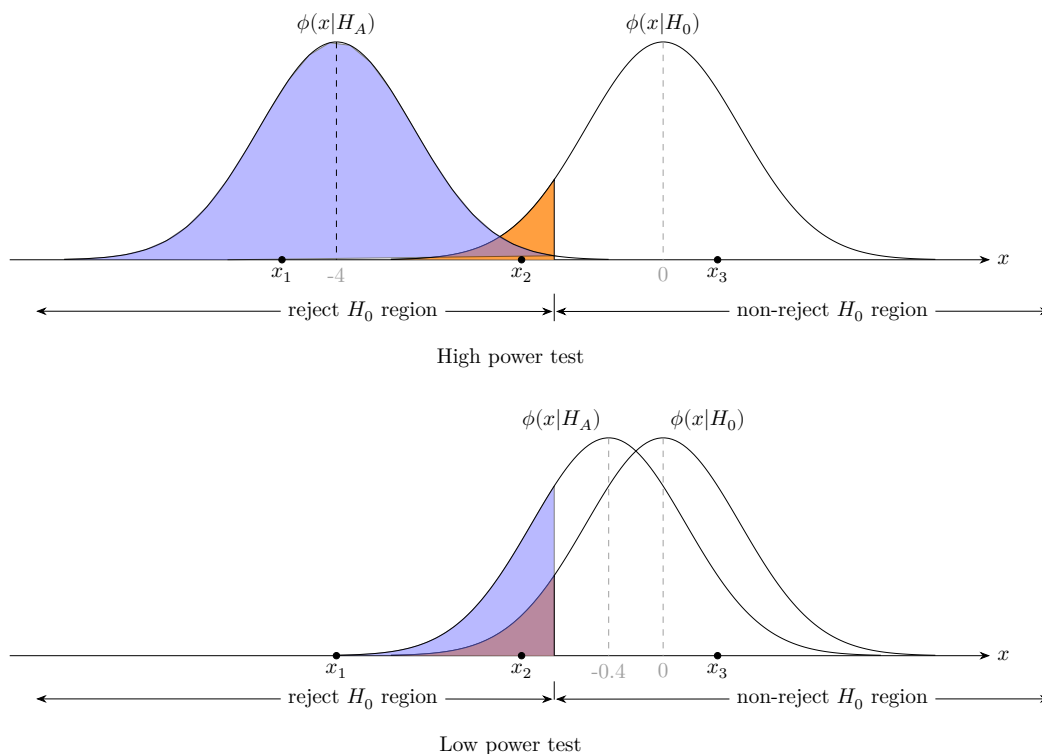 ϕ(x|H_A) ϕ(x|H_0)
x
x_1 -4 x_2 0 x_3
reject H_0 region non-reject H_0 region
High power test
ϕ(x|H_A) ϕ(x|H_0)
x
x_1 x_2 -0.4 0 x_3
reject H_0 region non-reject H_0 region
Low power test